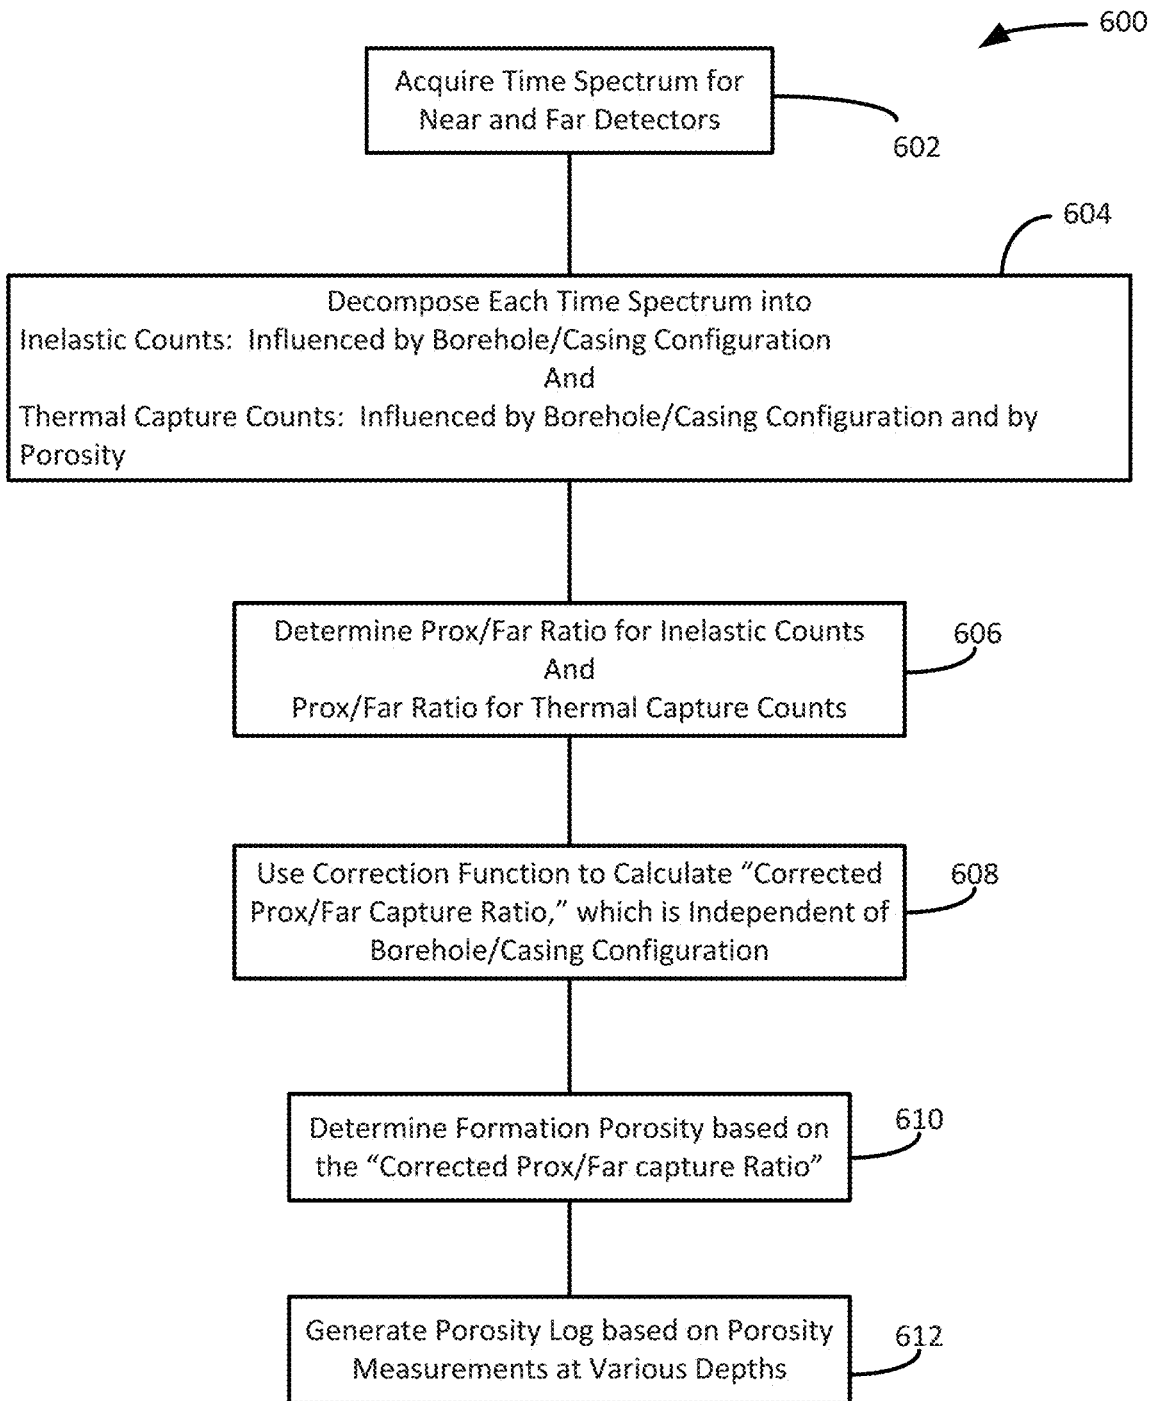 600
Acquire Time Spectrum for
Near and Far Detectors
602
604
Decompose Each Time Spectrum into
Inelastic Counts:  Influenced by Borehole/Casing Configuration
And
Thermal Capture Counts:  Influenced by Borehole/Casing Configuration and by
Porosity
Determine Prox/Far Ratio for Inelastic Counts
And
Prox/Far Ratio for Thermal Capture Counts
606
Use Correction Function to Calculate “Corrected
Prox/Far Capture Ratio,” which is Independent of
Borehole/Casing Configuration
608
Determine Formation Porosity based on
the “Corrected Prox/Far capture Ratio”
610
Generate Porosity Log based on Porosity
Measurements at Various Depths
612